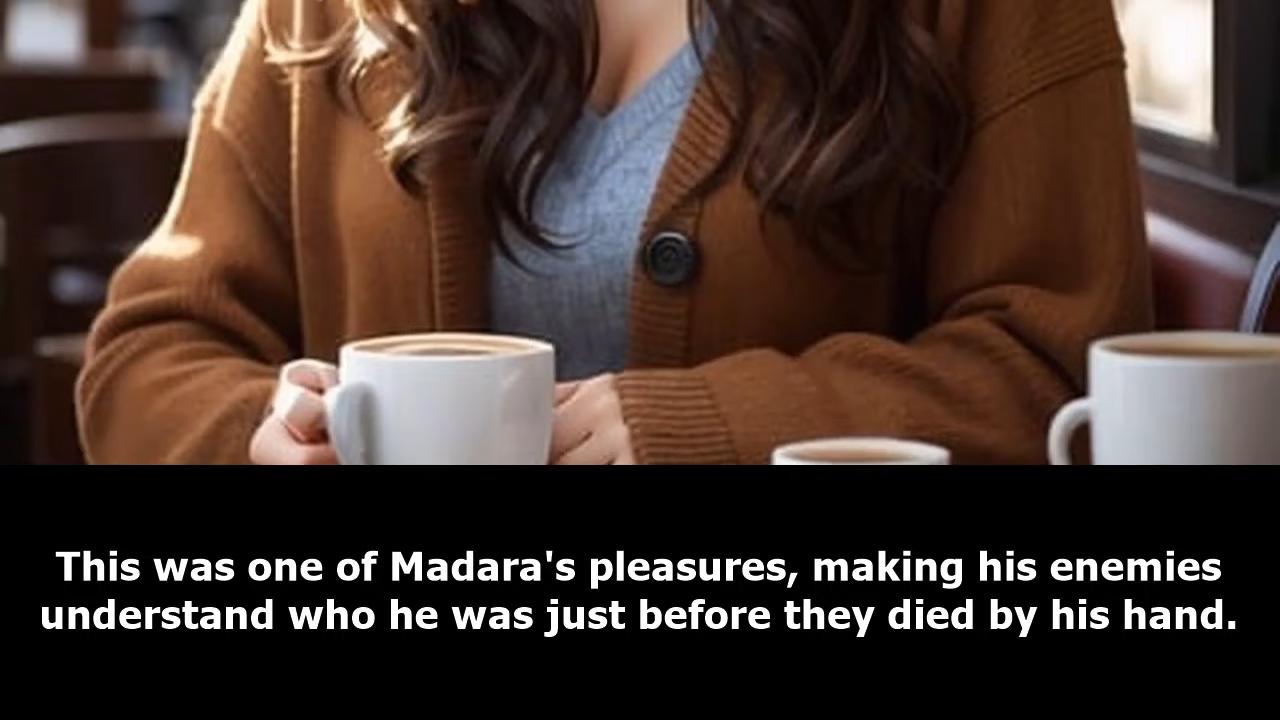 This was one of Madara's pleasures, making his enemies
understand who he was just before they died by his hand.